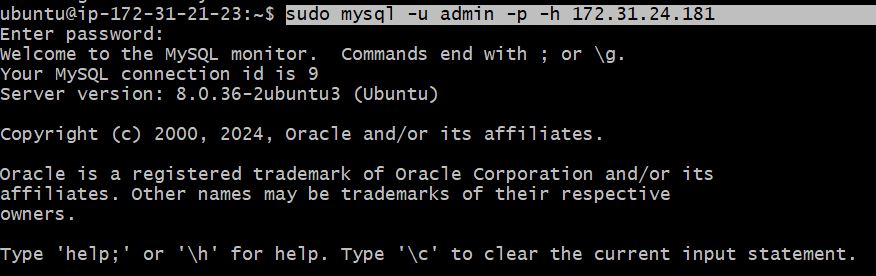 ubuntu@ip-172-31-21-23:~$ sudo mysql -u admin -p -h 172.31.24.181
Enter password:
Welcome to the MySQL monitor.  Commands end with ; or \g.
Your MySQL connection id is 9
Server version: 8.0.36-2ubuntu3 (Ubuntu)

Copyright (c) 2000, 2024, Oracle and/or its affiliates.

Oracle is a registered trademark of Oracle Corporation and/or its
affiliates. Other names may be trademarks of their respective
owners.

Type 'help;' or '\h' for help. Type '\c' to clear the current input statement.